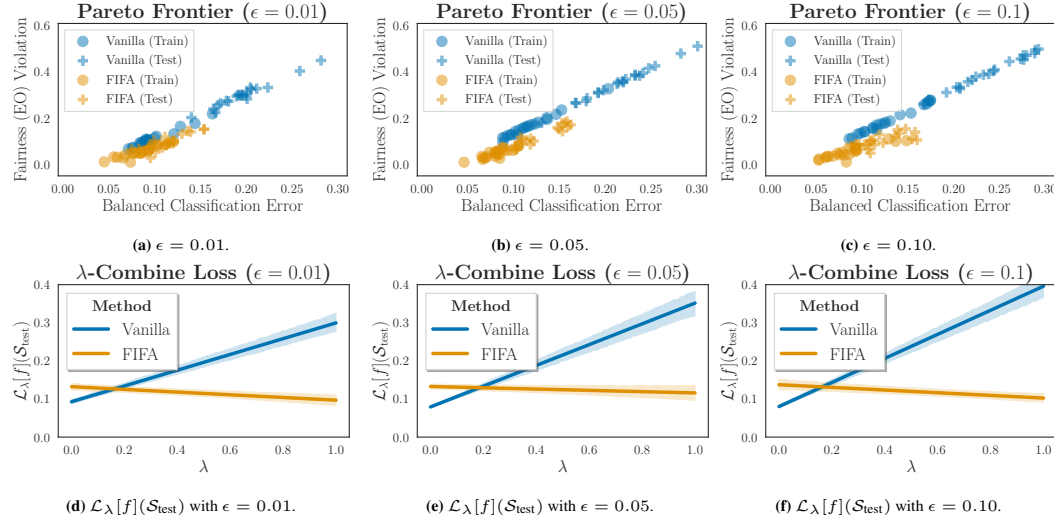 Pareto Frontier (ϵ = 0.01)
Fairness (EO) Violation
0.6
0.4
0.2
0.0
Vanilla (Train)
Vanilla (Test)
FIFA (Train)
FIFA (Test)
0.00 0.05 0.10 0.15 0.20 0.25 0.30
Balanced Classification Error
(a) ϵ = 0.01.
Pareto Frontier (ϵ = 0.05)
Fairness (EO) Violation
0.6
0.4
0.2
0.0
Vanilla (Train)
Vanilla (Test)
FIFA (Train)
FIFA (Test)
0.00 0.05 0.10 0.15 0.20 0.25 0.30
Balanced Classification Error
(b) ϵ = 0.05.
Pareto Frontier (ϵ = 0.1)
Fairness (EO) Violation
0.6
0.4
0.2
0.0
Vanilla (Train)
Vanilla (Test)
FIFA (Train)
FIFA (Test)
0.00 0.05 0.10 0.15 0.20 0.25 0.30
Balanced Classification Error
(c) ϵ = 0.10.
λ-Combine Loss (ϵ = 0.01)
ℒλ[f](𝒮test)
0.4
0.3
0.2
0.1
0.0
Method
Vanilla
FIFA
0.0 0.2 0.4 0.6 0.8 1.0
λ
(d) ℒλ[f](𝒮test) with ϵ = 0.01.
λ-Combine Loss (ϵ = 0.05)
ℒλ[f](𝒮test)
0.4
0.3
0.2
0.1
0.0
Method
Vanilla
FIFA
0.0 0.2 0.4 0.6 0.8 1.0
λ
(e) ℒλ[f](𝒮test) with ϵ = 0.05.
λ-Combine Loss (ϵ = 0.1)
ℒλ[f](𝒮test)
0.4
0.3
0.2
0.1
0.0
Method
Vanilla
FIFA
0.0 0.2 0.4 0.6 0.8 1.0
λ
(f) ℒλ[f](𝒮test) with ϵ = 0.10.